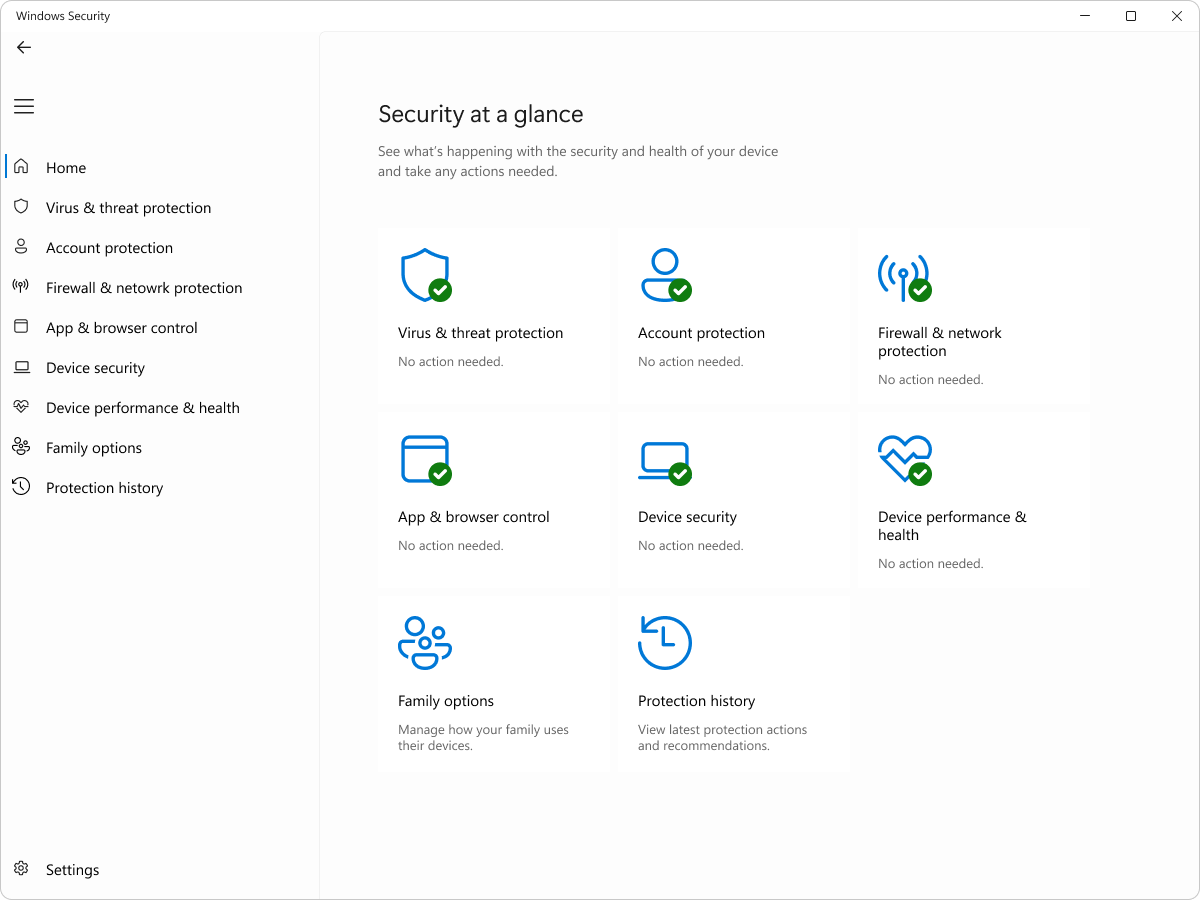 Windows Security
Home
Virus & threat protection
Account protection
Firewall & netowrk protection
App & browser control
Device security
Device performance & health
Family options
Protection history
Settings
Security at a glance
See what's happening with the security and health of your device
and take any actions needed.
Virus & threat protection
No action needed.
Account protection
No action needed.
Firewall & network
protection
No action needed.
App & browser control
No action needed.
Device security
No action needed.
Device performance &
health
No action needed.
Family options
Manage how your family uses
their devices.
Protection history
View latest protection actions
and recommendations.